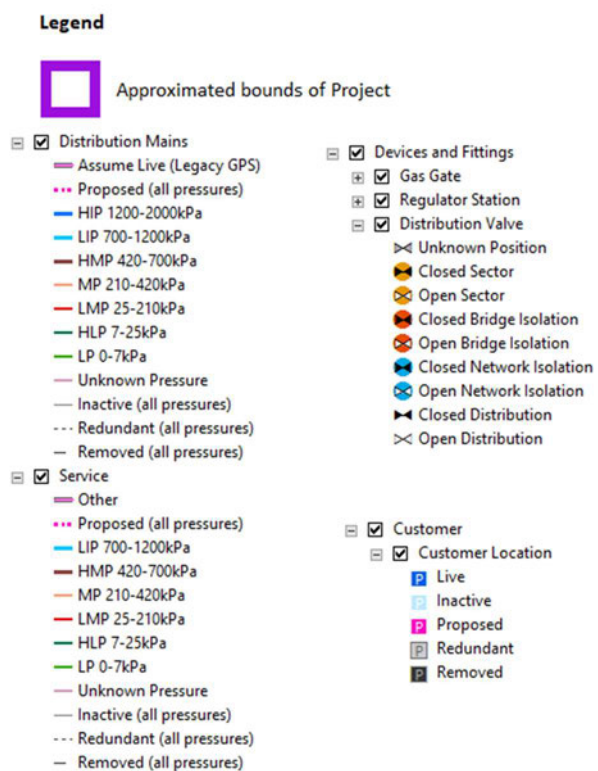 Legend
Approximated bounds of Project
Distribution Mains
Assume Live (Legacy GPS)
Proposed (all pressures)
HIP 1200-2000kPa
LIP 700-1200kPa
HMP 420-700kPa
MP 210-420kPa
LMP 25-210kPa
HLP 7-25kPa
LP 0-7kPa
Unknown Pressure
Inactive (all pressures)
Redundant (all pressures)
Removed (all pressures)
Service
Other
Proposed (all pressures)
LIP 700-1200kPa
HMP 420-700kPa
MP 210-420kPa
LMP 25-210kPa
HLP 7-25kPa
LP 0-7kPa
Unknown Pressure
Inactive (all pressures)
Redundant (all pressures)
Removed (all pressures)
Devices and Fittings
Gas Gate
Regulator Station
Distribution Valve
Unknown Position
Closed Sector
Open Sector
Closed Bridge Isolation
Open Bridge Isolation
Closed Network Isolation
Open Network Isolation
Closed Distribution
Open Distribution
Customer
Customer Location
P Live
P Inactive
P Proposed
P Redundant
P Removed